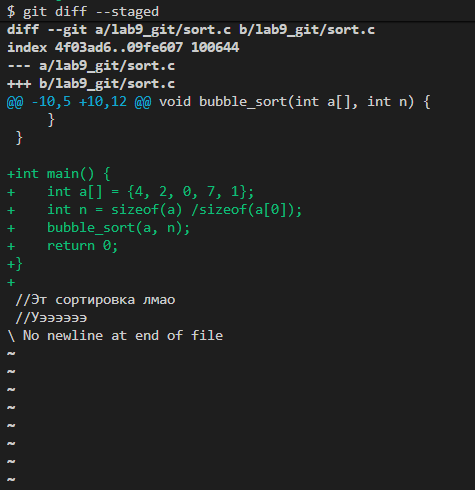 $ git diff --staged
diff --git a/lab9_git/sort.c b/lab9_git/sort.c
index 4f03ad6..09fe607 100644
--- a/lab9_git/sort.c
+++ b/lab9_git/sort.c
@@ -10,5 +10,12 @@ void bubble_sort(int a[], int n) {
     }
 }

+int main() {
+    int a[] = {4, 2, 0, 7, 1};
+    int n = sizeof(a) /sizeof(a[0]);
+    bubble_sort(a, n);
+    return 0;
+}
+
 //Эт сортировка лмао
 //Уээээээ
\ No newline at end of file
~
~
~
~
~
~
~
~